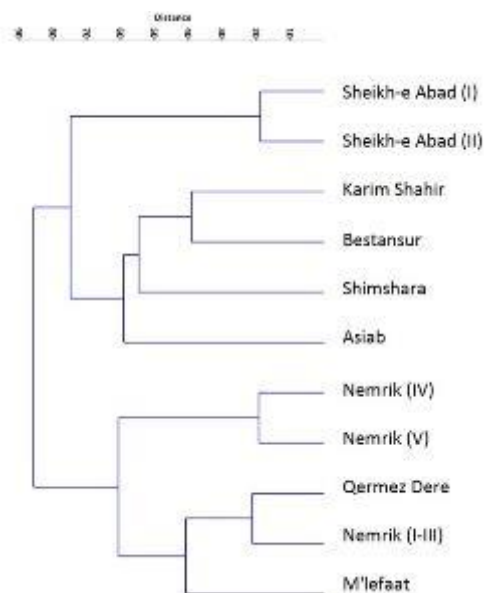 Distance
Sheikh-e Abad (I)
Sheikh-e Abad (II)
Karim Shahir
Bestansur
Shimshara
Asiab
Nemrik (IV)
Nemrik (V)
Qermez Dere
Nemrik (I-III)
M'lefaat